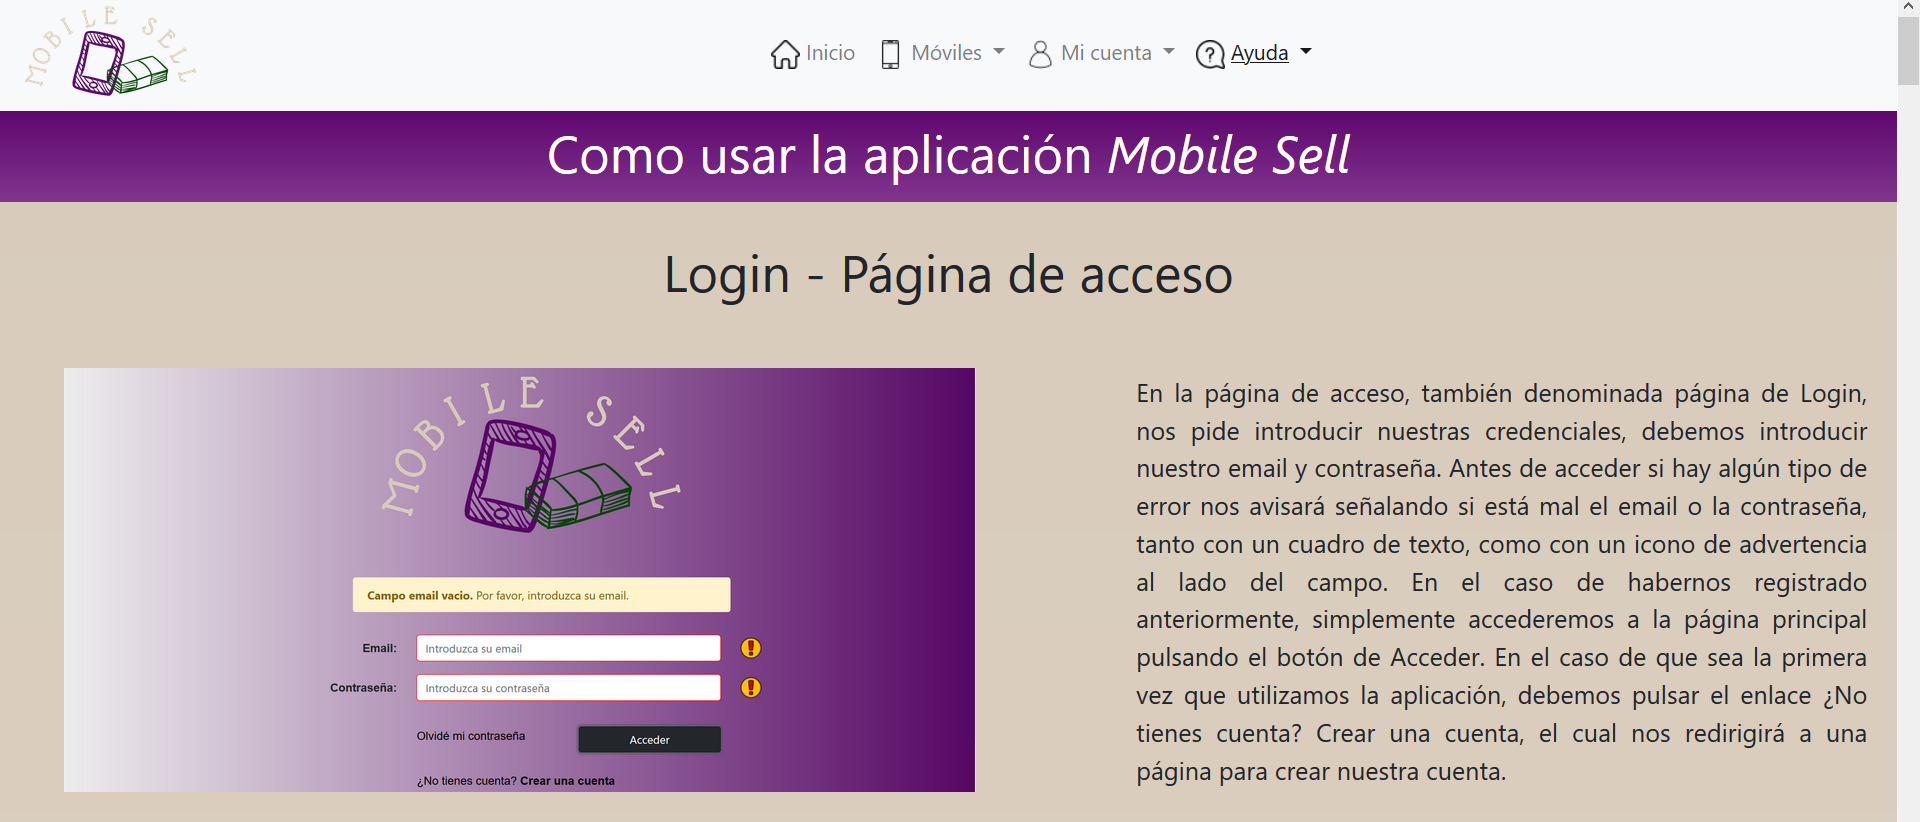 MOBILE SELL
Inicio
Móviles
Mi cuenta
Ayuda
Como usar la aplicación Mobile Sell
Login - Página de acceso
MOBILE SELL
Campo email vacio. Por favor, introduzca su email.
Email:
Introduzca su email
Contraseña:
Introduzca su contraseña
Olvidé mi contraseña
Acceder
¿No tienes cuenta? Crear una cuenta
En la página de acceso, también denominada página de Login,
nos pide introducir nuestras credenciales, debemos introducir
nuestro email y contraseña. Antes de acceder si hay algún tipo de
error nos avisará señalando si está mal el email o la contraseña,
tanto con un cuadro de texto, como con un icono de advertencia
al lado del campo. En el caso de habernos registrado
anteriormente, simplemente accederemos a la página principal
pulsando el botón de Acceder. En el caso de que sea la primera
vez que utilizamos la aplicación, debemos pulsar el enlace ¿No
tienes cuenta? Crear una cuenta, el cual nos redirigirá a una
página para crear nuestra cuenta.